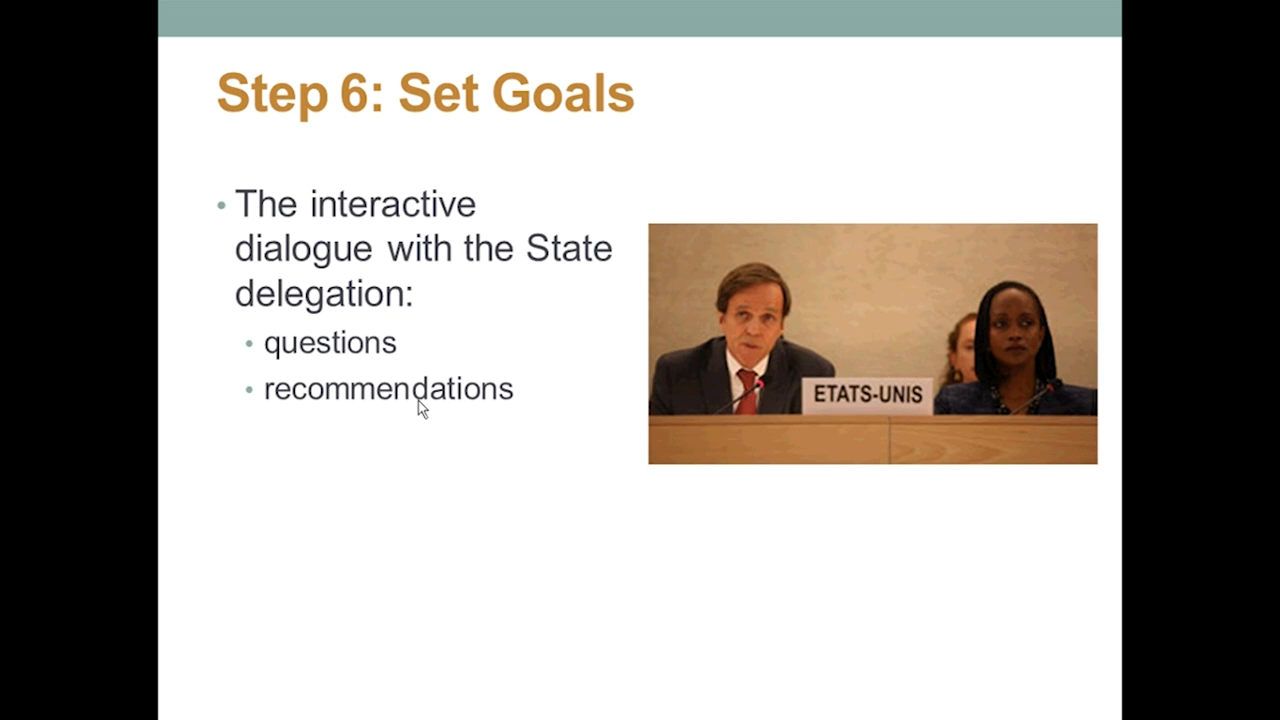 Step 6: Set Goals
• The interactive
dialogue with the State
delegation:
• questions
• recommendations
ETATS-UNIS